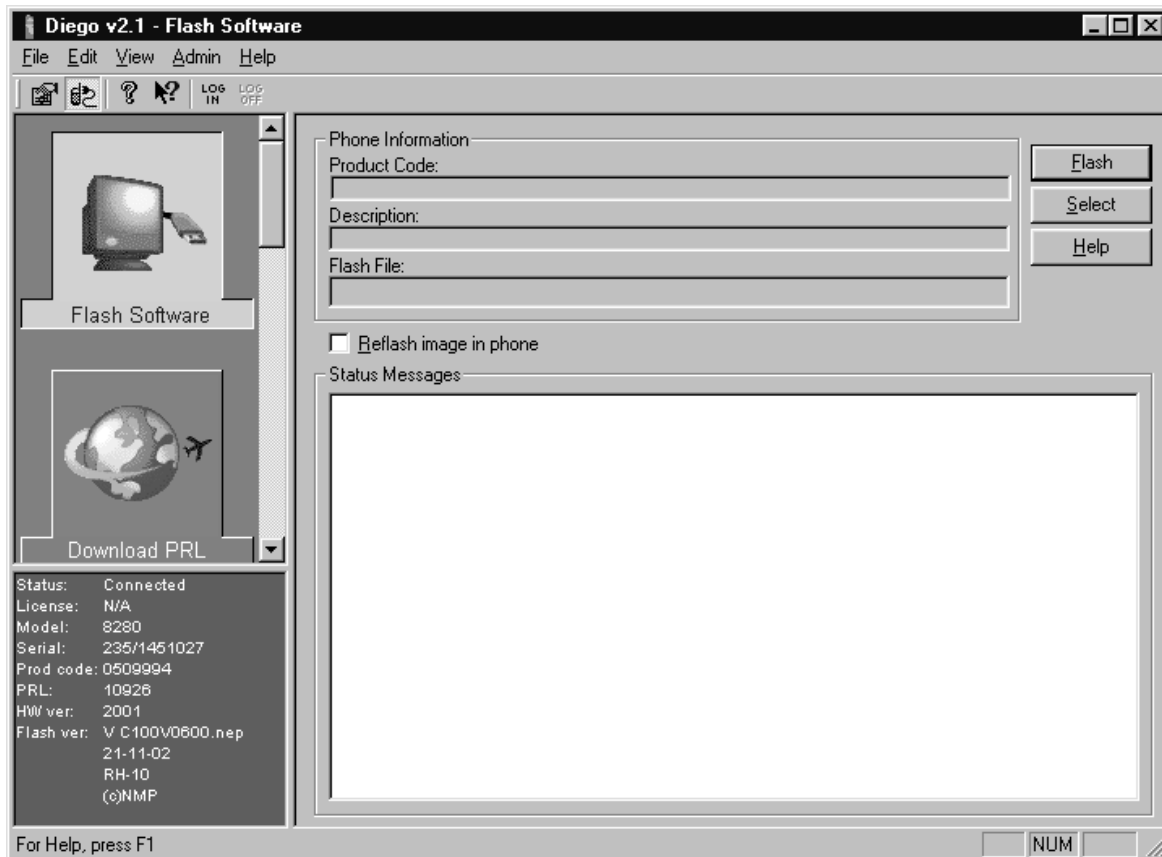 Diego v2.1 - Flash Software
File Edit View Admin Help
LOG IN LOG OFF
Flash Software
Download PRL
Status: Connected
License: N/A
Model: 8280
Serial: 235/1451027
Prod code: 0509994
PRL: 10926
HW ver: 2001
Flash ver: V C100V0600.nep
21-11-02
RH-10
(c)NMP
Phone Information
Product Code:
Description:
Flash File:
Flash
Select
Help
Reflash image in phone
Status Messages
For Help, press F1
NUM